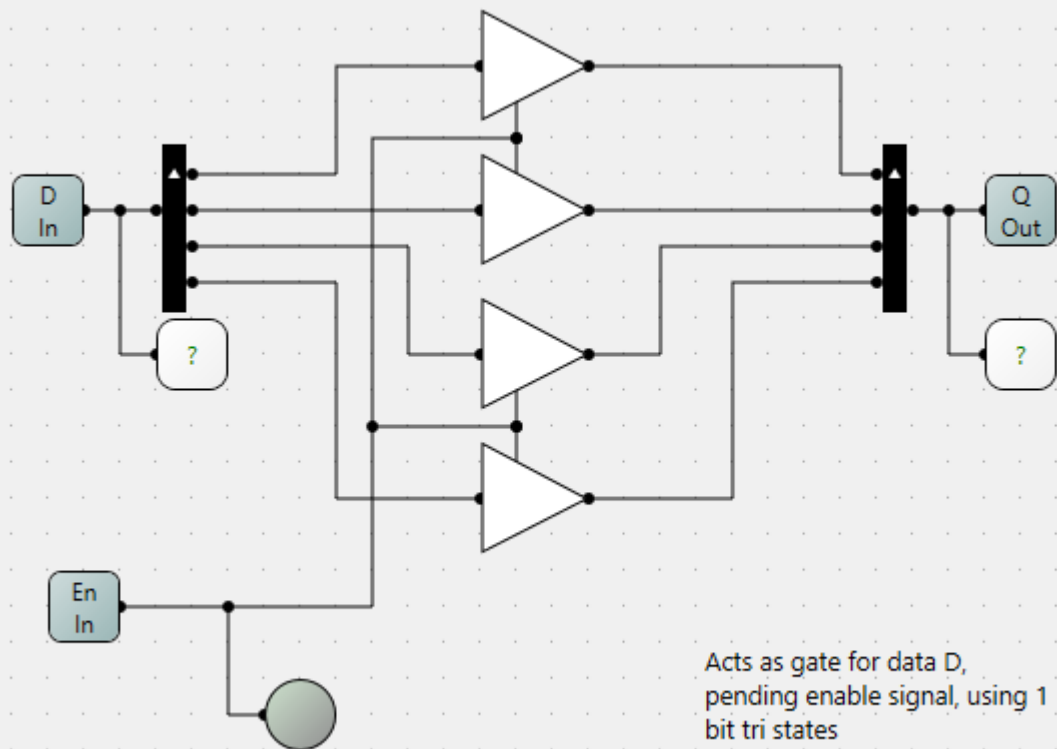 D
In
?
Q
Out
?
En
In
Acts as gate for data D,
pending enable signal, using 1
bit tri states